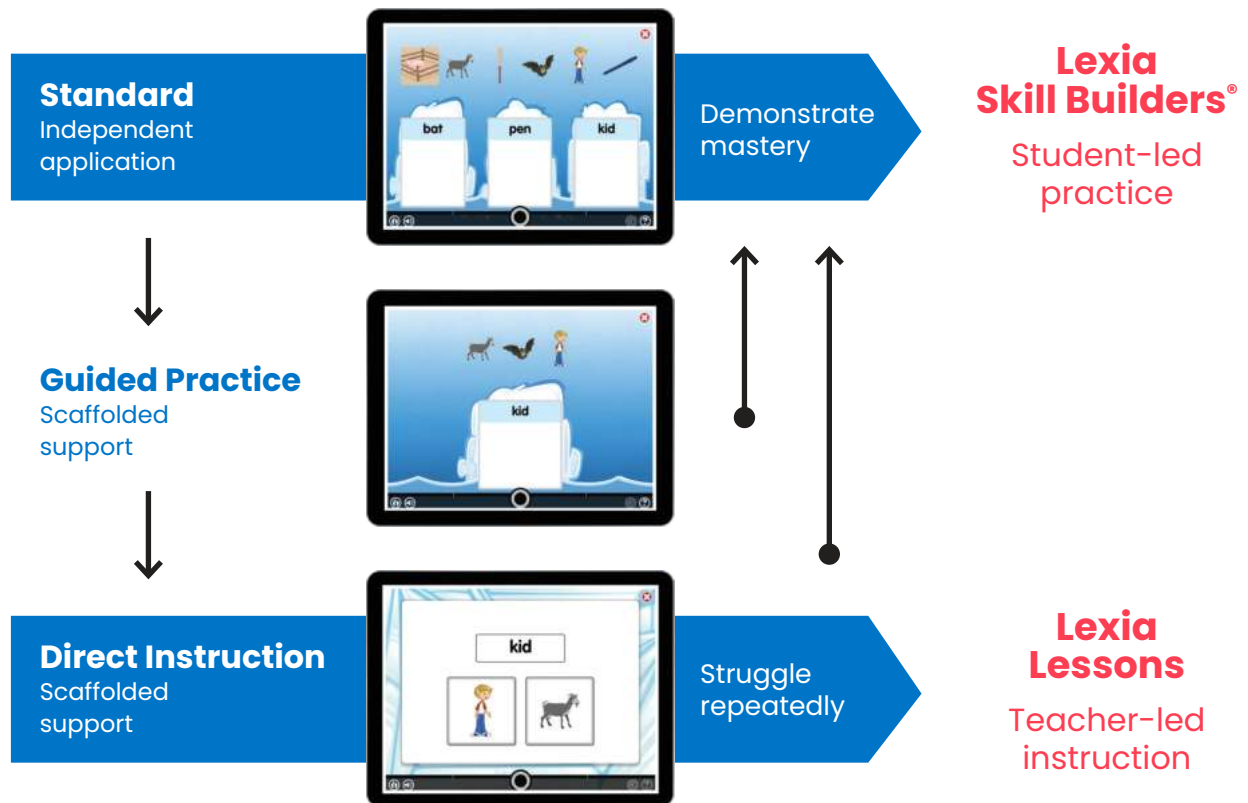 Standard
Independent
application
bat
pen
kid
Demonstrate
mastery
Lexia
Skill Builders®
Student-led
practice
Guided Practice
Scaffolded
support
kid
Direct Instruction
Scaffolded
support
kid
Struggle
repeatedly
Lexia
Lessons
Teacher-led
instruction